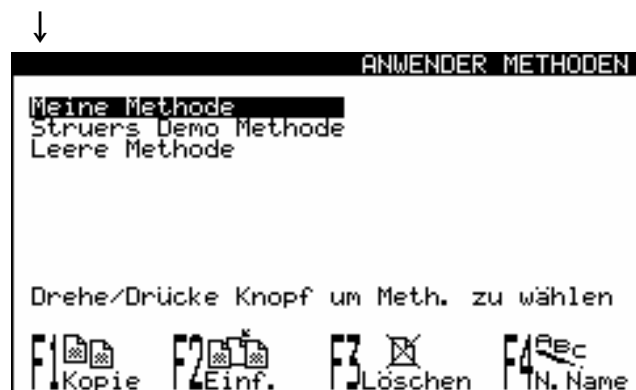 ANWENDER METHODEN
Meine Methode
Struers Demo Methode
Leere Methode
Drehe/Drücke Knopf um Meth. zu wählen
F1 Kopie F2 Einf. F3 Löschen F4 ABC N. Name